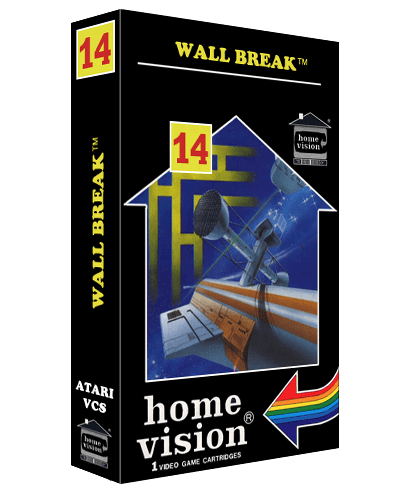 14
WALL BREAK™
ATARI
VCS
home
vision
WALL BREAK™
14
home
vision
home
vision®
1 VIDEO GAME CARTRIDGES